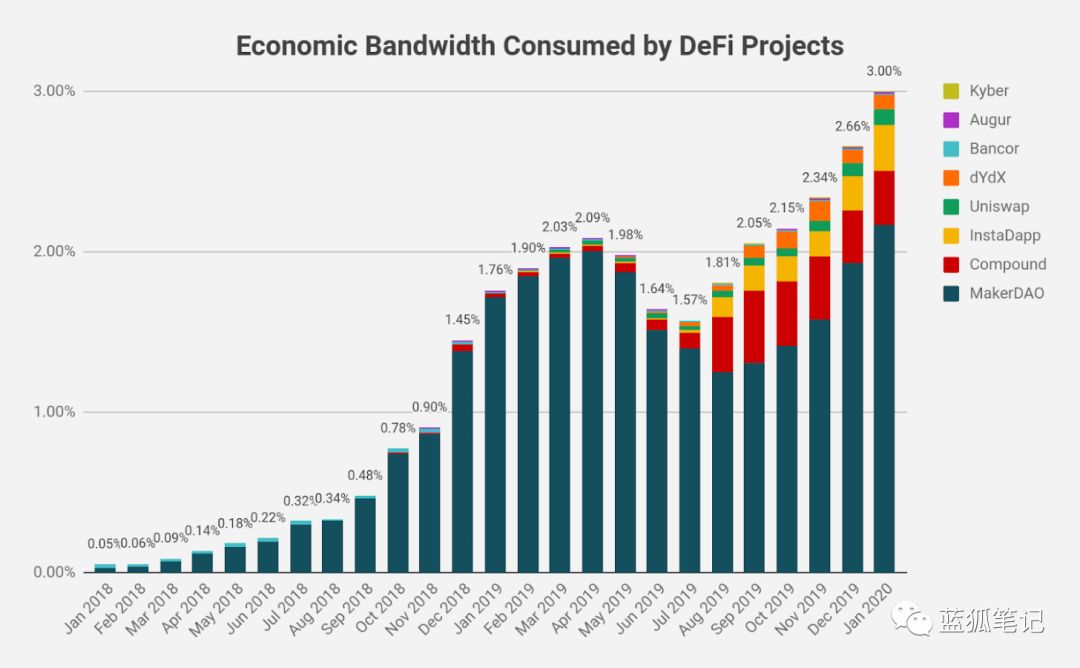 Economic Bandwidth Consumed by DeFi Projects
3.00%
2.00%
1.00%
0.00%
0.05%
0.06%
0.09%
0.14%
0.18%
0.22%
0.32%
0.34%
0.48%
0.78%
0.90%
1.45%
1.76%
1.90%
2.03%
2.09%
1.98%
1.64%
1.57%
1.81%
2.05%
2.15%
2.34%
2.66%
3.00%
Jan 2018
Feb 2018
Mar 2018
Apr 2018
May 2018
Jun 2018
Jul 2018
Aug 2018
Sep 2018
Oct 2018
Nov 2018
Dec 2018
Jan 2019
Feb 2019
Mar 2019
Apr 2019
May 2019
Jun 2019
Jul 2019
Aug 2019
Sep 2019
Oct 2019
Nov 2019
Dec 2019
Jan 2020
Kyber
Augur
Bancor
dYdX
Uniswap
InstaDapp
Compound
MakerDAO
蓝狐笔记